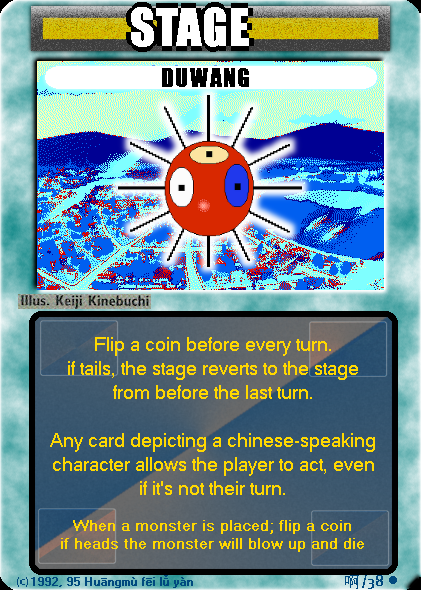 STAGE
DUWANG
Illus. Keiji Kinebuchi
Flip a coin before every turn.
if tails, the stage reverts to the stage
from before the last turn.
Any card depicting a chinese-speaking
character allows the player to act, even
if it's not their turn.
When a monster is placed; flip a coin
if heads the monster will blow up and die
(c)1992, 95 Huāngmù fēi lǚ yàn
啊/38